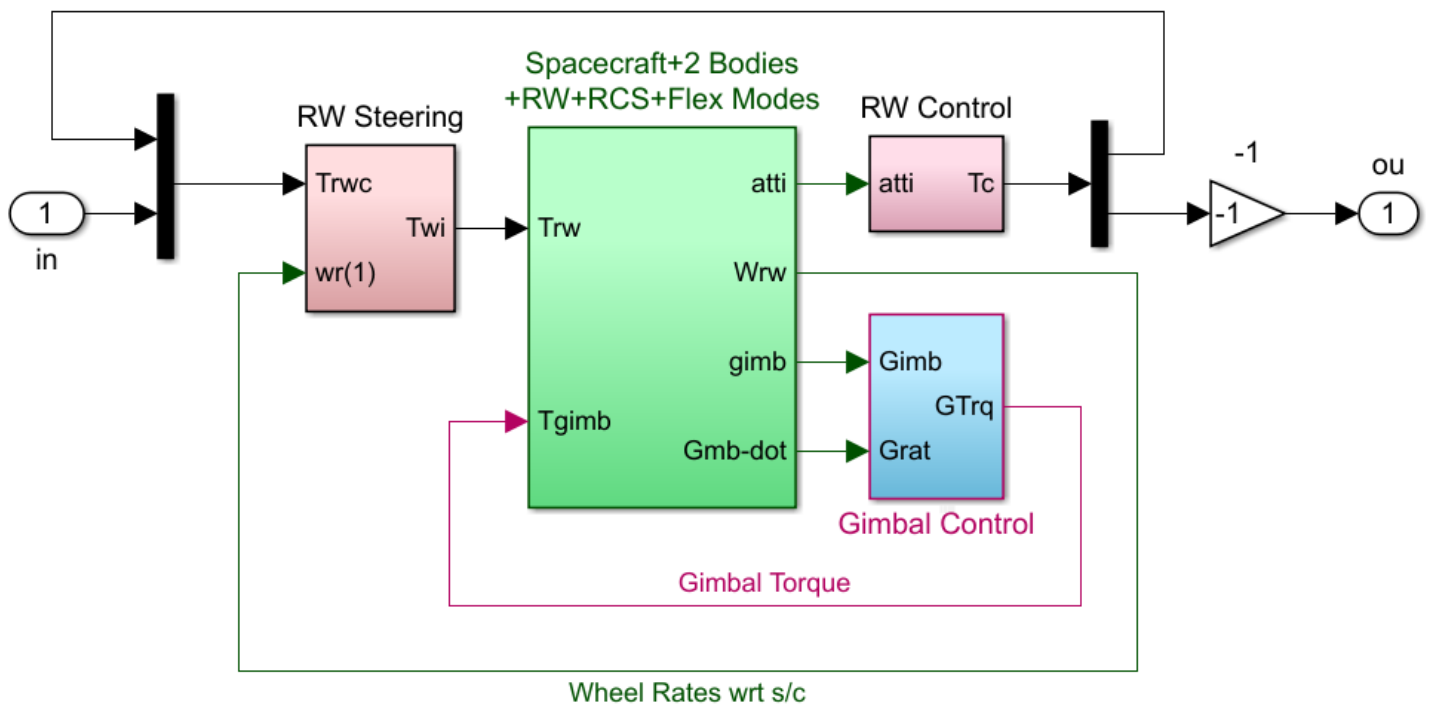 Spacecraft+2 Bodies
+RW+RCS+Flex Modes
RW Steering
RW Control
-1
ou
Trwc
Twi
wr(1)
Trw
Tgimb
atti
Wrw
gimb
Gmb-dot
atti
Tc
-1
1
1
in
Gimb
GTrq
Grat
Gimbal Control
Gimbal Torque
Wheel Rates wrt s/c